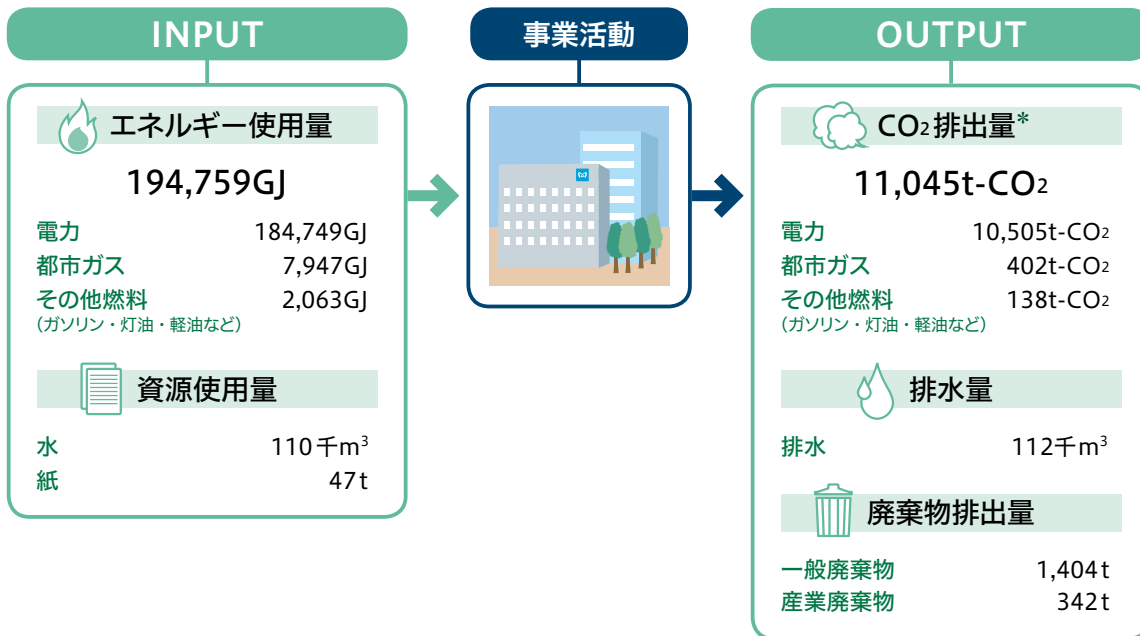 INPUT
エネルギー使用量
194,759GJ
電力 184,749GJ
都市ガス 7,947GJ
その他燃料 2,063GJ
(ガソリン・灯油・軽油など)
資源使用量
水 110千m³
紙 47t
事業活動
OUTPUT
CO₂排出量*
11,045t-CO₂
電力 10,505t-CO₂
都市ガス 402t-CO₂
その他燃料 138t-CO₂
(ガソリン・灯油・軽油など)
排水量
排水 112千m³
廃棄物排出量
一般廃棄物 1,404t
産業廃棄物 342t